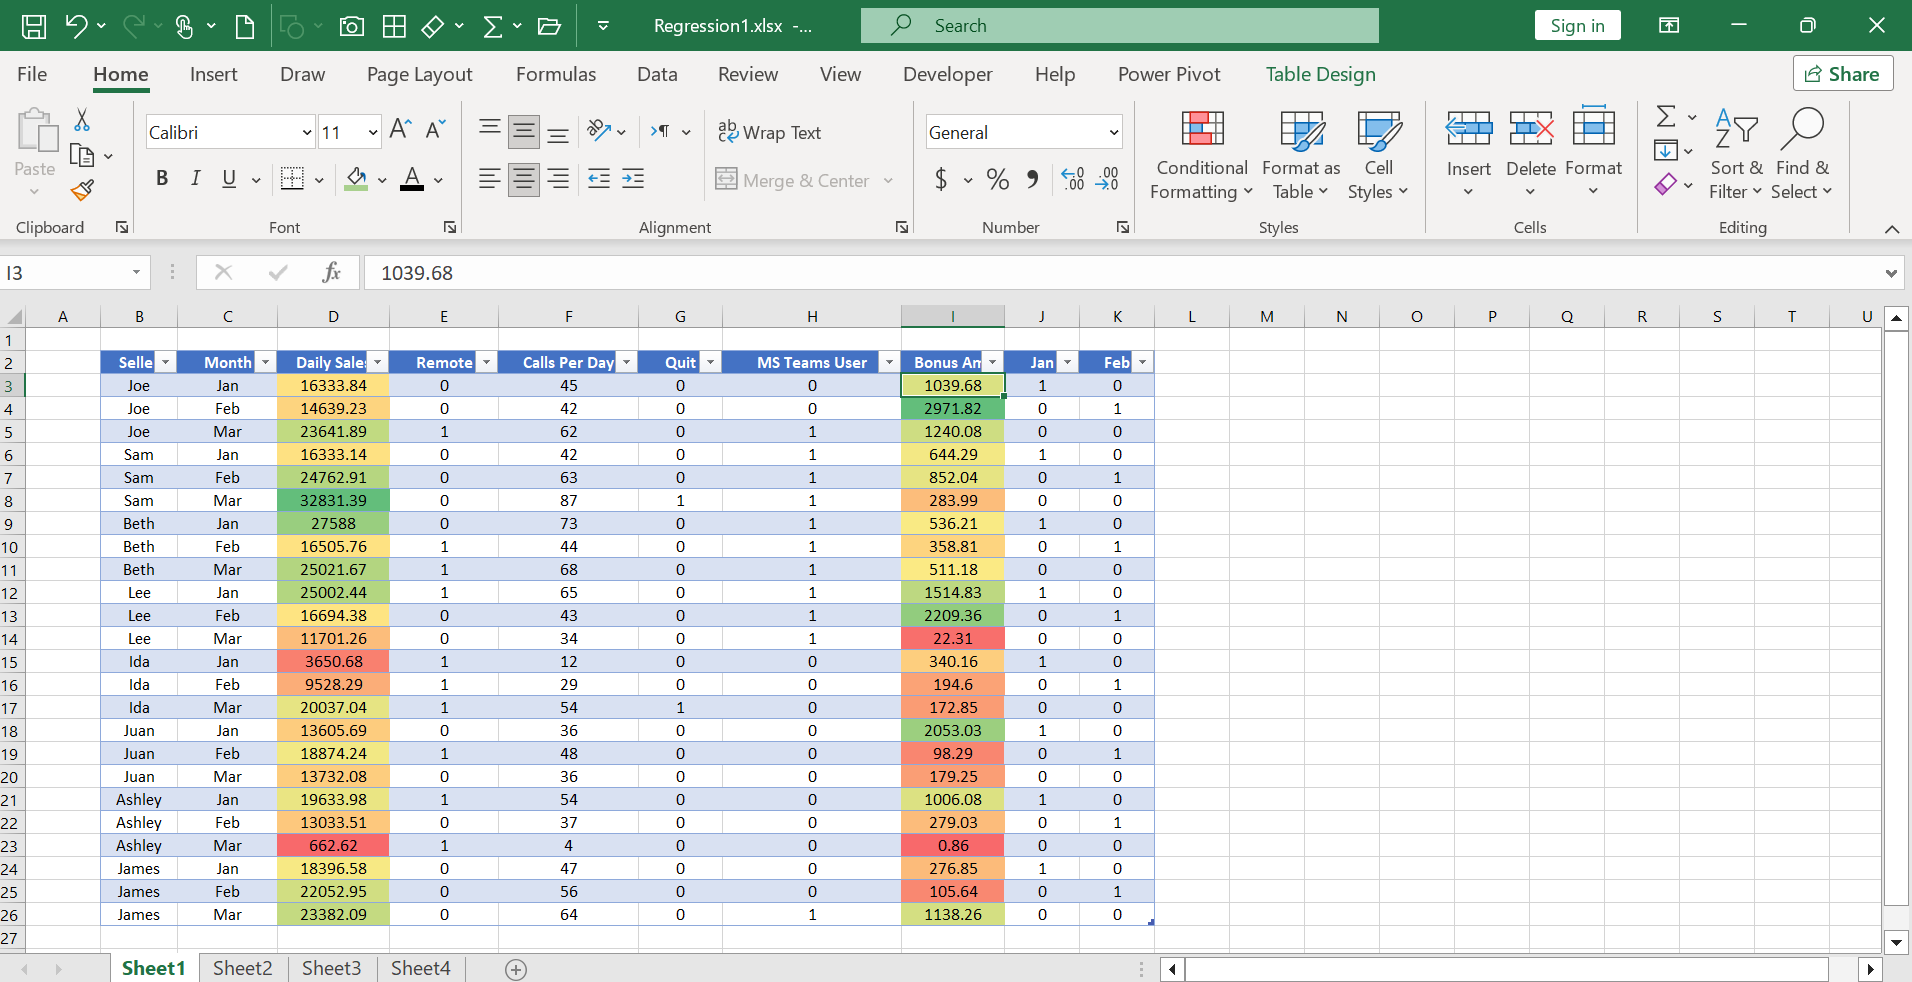 Regression1.xlsx -... Search Sign in
File Home Insert Draw Page Layout Formulas Data Review View Developer Help Power Pivot Table Design Share
Paste Calibri 11 ab Wrap Text General Conditional Formatting Format as Table Cell Styles Insert Delete Format Sort & Filter Find & Select
B I U A Merge & Center $ % .00
Clipboard Font Alignment Number Styles Cells Editing
I3 fx 1039.68
A B C D E F G H I J K L M N O P Q R S T U
1
2 Selle Month Daily Sale Remote Calls Per Day Quit MS Teams User Bonus Am Jan Feb
3 Joe Jan 16333.84 0 45 0 0 1039.68 1 0
4 Joe Feb 14639.23 0 42 0 0 2971.82 0 1
5 Joe Mar 23641.89 1 62 0 1 1240.08 0 0
6 Sam Jan 16333.14 0 42 0 1 644.29 1 0
7 Sam Feb 24762.91 0 63 0 1 852.04 0 1
8 Sam Mar 32831.39 0 87 1 1 283.99 0 0
9 Beth Jan 27588 0 73 0 1 536.21 1 0
10 Beth Feb 16505.76 1 44 0 1 358.81 0 1
11 Beth Mar 25021.67 1 68 0 1 511.18 0 0
12 Lee Jan 25002.44 1 65 0 1 1514.83 1 0
13 Lee Feb 16694.38 0 43 0 1 2209.36 0 1
14 Lee Mar 11701.26 0 34 0 1 22.31 0 0
15 Ida Jan 3650.68 1 12 0 0 340.16 1 0
16 Ida Feb 9528.29 1 29 0 0 194.6 0 1
17 Ida Mar 20037.04 1 54 1 0 172.85 0 0
18 Juan Jan 13605.69 0 36 0 0 2053.03 1 0
19 Juan Feb 18874.24 1 48 0 0 98.29 0 1
20 Juan Mar 13732.08 0 36 0 0 179.25 0 0
21 Ashley Jan 19633.98 1 54 0 0 1006.08 1 0
22 Ashley Feb 13033.51 0 37 0 0 279.03 0 1
23 Ashley Mar 662.62 1 4 0 0 0.86 0 0
24 James Jan 18396.58 0 47 0 0 276.85 1 0
25 James Feb 22052.95 0 56 0 0 105.64 0 1
26 James Mar 23382.09 0 64 0 1 1138.26 0 0
27
Sheet1 Sheet2 Sheet3 Sheet4